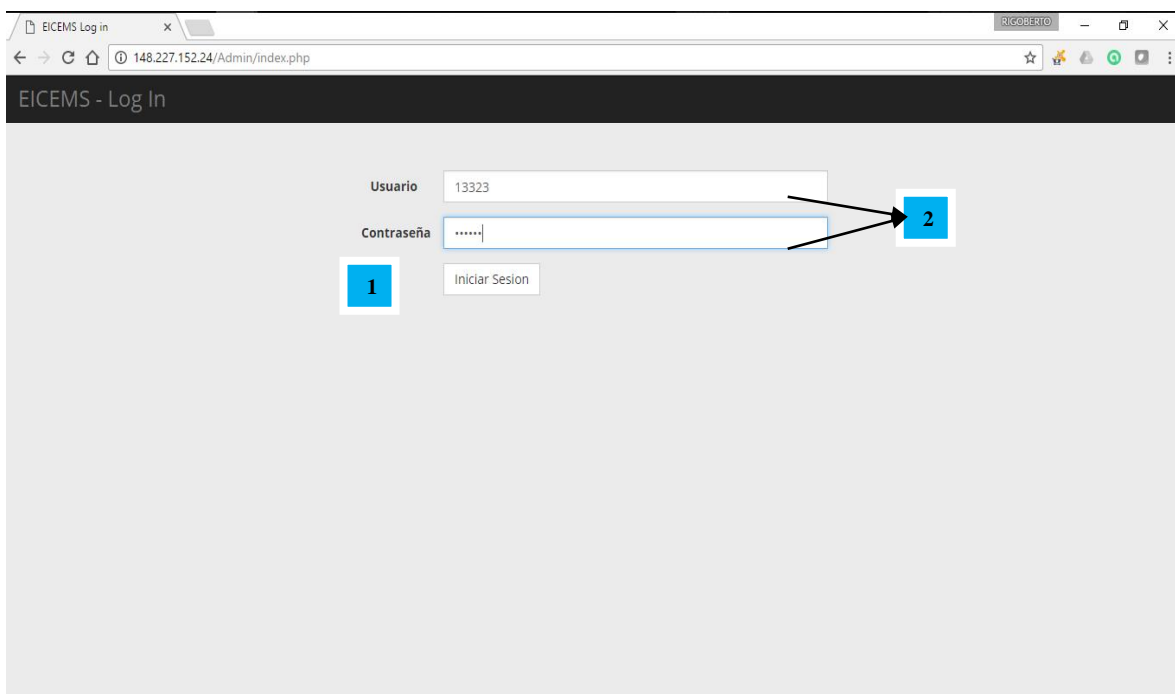 EICEMS Log in
RIGOBERTO
148.227.152.24/Admin/index.php
EICEMS - Log In
Usuario 13323
2
Contraseña ••••••
1 Iniciar Sesion